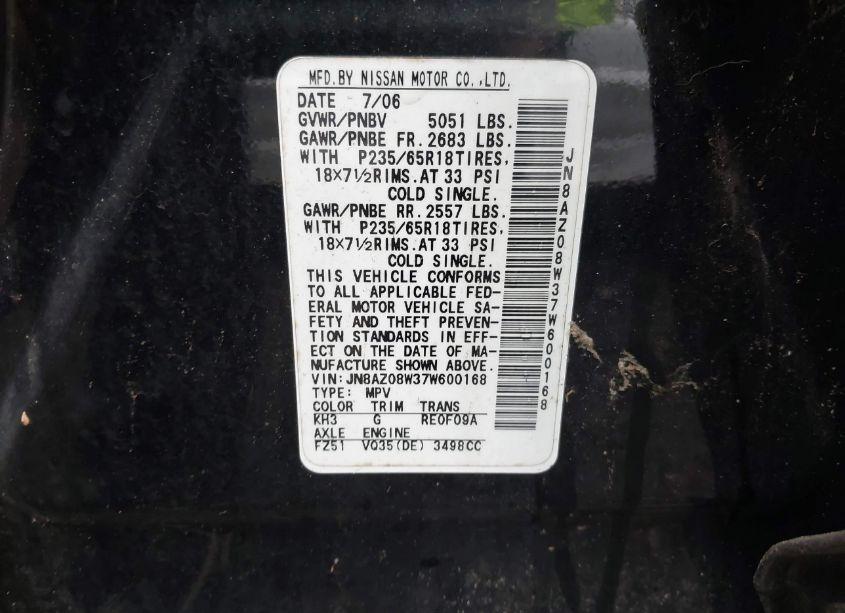 MFD.BY NISSAN MOTOR CO.,LTD.
DATE 7/06
GVWR/PNBV 5051 LBS.
GAWR/PNBE FR.2683 LBS.
WITH P235/65R18TIRES,
18×7½RIMS.AT 33 PSI
COLD SINGLE.
GAWR/PNBE RR.2557 LBS.
WITH P235/65R18TIRES,
18×7½RIMS.AT 33 PSI
COLD SINGLE.
THIS VEHICLE CONFORMS
TO ALL APPLICABLE FED-
ERAL MOTOR VEHICLE SA-
FETY AND THEFT PREVEN-
TION STANDARDS IN EFF-
ECT ON THE DATE OF MA-
NUFACTURE SHOWN ABOVE.
VIN:JN8AZ08W37W600168
TYPE: MPV
COLOR TRIM TRANS
KH3 G RE0F09A
AXLE ENGINE
FZ51 VQ35(DE) 3498CC
JN8AZ08W37W600168